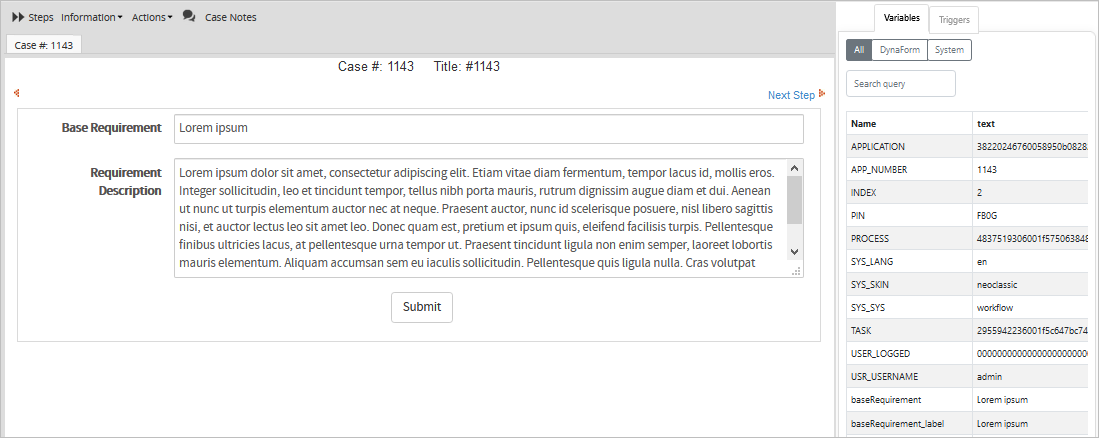 Steps Information Actions Case Notes
Case #: 1143
Case #: 1143 Title: #1143
Next Step
Base Requirement Lorem ipsum
Requirement Description
Lorem ipsum dolor sit amet, consectetur adipiscing elit. Etiam vitae diam fermentum, tempor lacus id, mollis eros.
Integer sollicitudin, leo et tincidunt tempor, tellus nibh porta mauris, rutrum dignissim augue diam et dui. Aenean
ut nunc ut turpis elementum auctor nec at neque. Praesent auctor, nunc id scelerisque posuere, nisl libero sagittis
nisi, et auctor lectus leo sit amet leo. Donec quam est, pretium et ipsum quis, eleifend facilisis turpis. Pellentesque
finibus ultricies lacus, at pellentesque urna tempor ut. Praesent tincidunt ligula non enim semper, laoreet lobortis
mauris elementum. Aliquam accumsan sem eu iaculis sollicitudin. Pellentesque quis ligula nulla. Cras volutpat
Submit
Variables Triggers
All DynaForm System
Search query
Name text
APPLICATION 38220246760058950b0828
APP_NUMBER 1143
INDEX 2
PIN FB0G
PROCESS 4837519306001f575063848
SYS_LANG en
SYS_SKIN neoclassic
SYS_SYS workflow
TASK 2955942236001f5c647bc74
USER_LOGGED 00000000000000000000000
USR_USERNAME admin
baseRequirement Lorem ipsum
baseRequirement_label Lorem ipsum